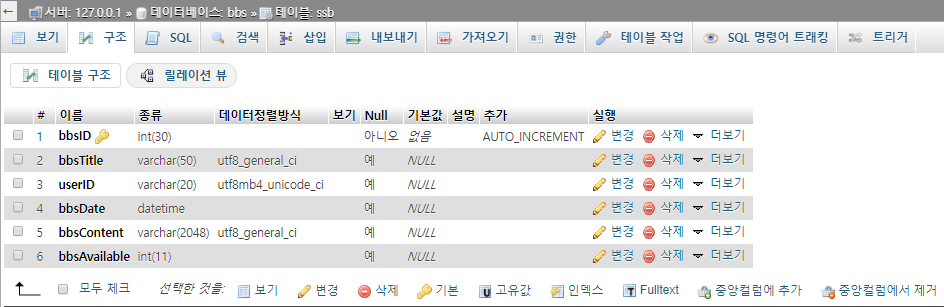 ← 서버: 127.0.0.1 » 데이터베이스: bbs » 테이블: ssb
보기 구조 SQL 검색 삽입 내보내기 가져오기 권한 테이블 작업 SQL 명령어 트래킹 트리거
테이블 구조 릴레이션 뷰
# 이름 종류 데이터정렬방식 보기 Null 기본값 설명 추가 실행
1 bbsID int(30) 아니오 없음 AUTO_INCREMENT 변경 삭제 더보기
2 bbsTitle varchar(50) utf8_general_ci 예 NULL 변경 삭제 더보기
3 userID varchar(20) utf8mb4_unicode_ci 예 NULL 변경 삭제 더보기
4 bbsDate datetime 예 NULL 변경 삭제 더보기
5 bbsContent varchar(2048) utf8_general_ci 예 NULL 변경 삭제 더보기
6 bbsAvailable int(11) 예 NULL 변경 삭제 더보기
모두 체크 선택한 것을: 보기 변경 삭제 기본 고유값 인덱스 Fulltext 중앙컬럼에 추가 중앙컬럼에서 제거